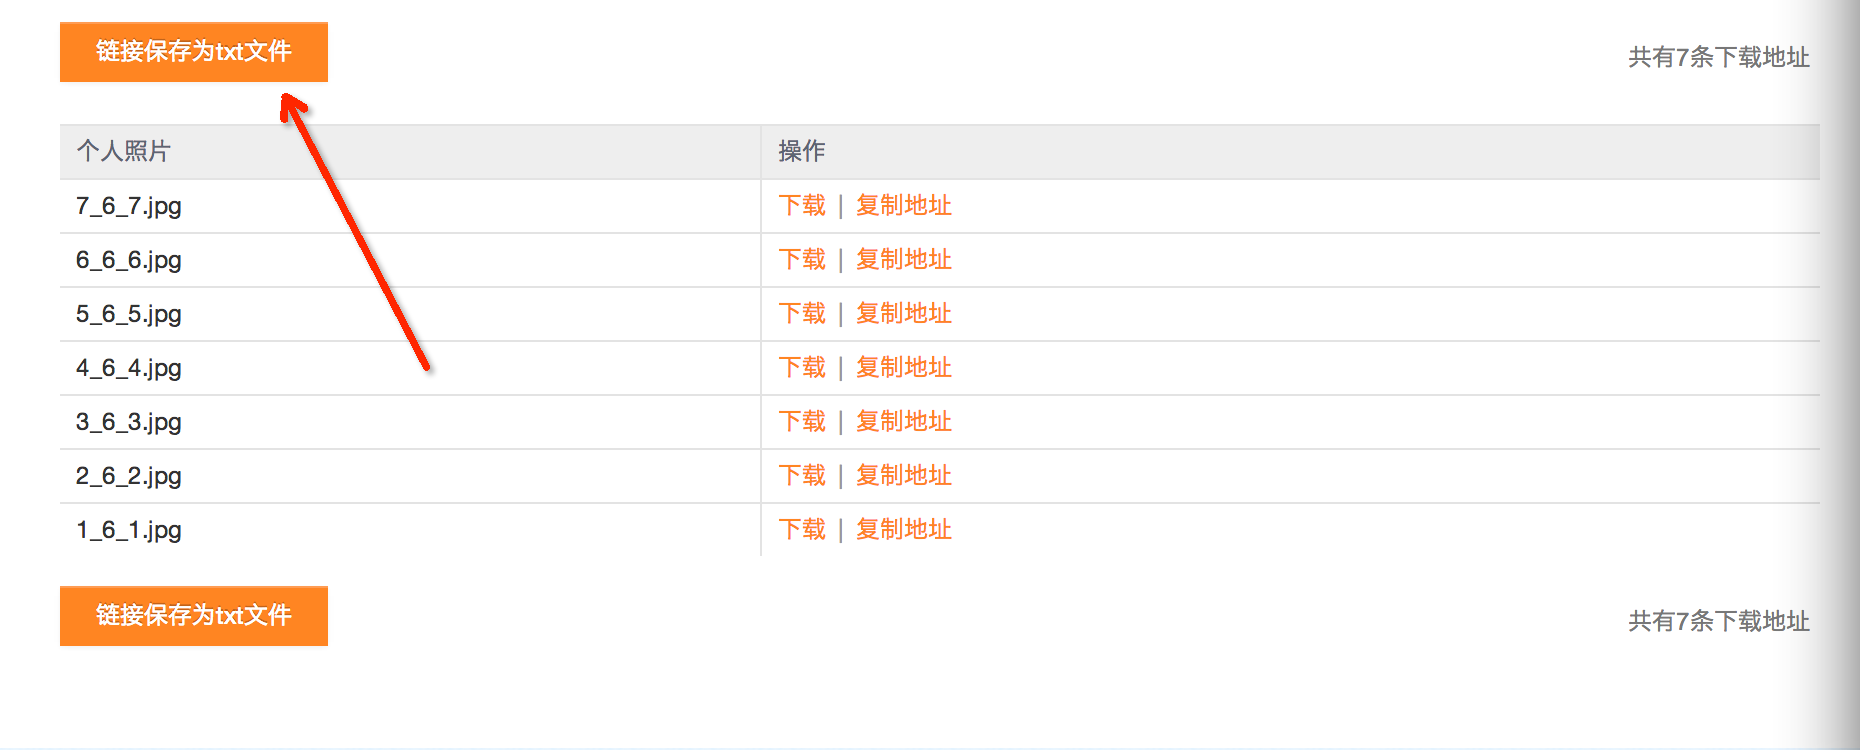 链接保存为txt文件
共有7条下载地址
个人照片 操作
7_6_7.jpg 下载 | 复制地址
6_6_6.jpg 下载 | 复制地址
5_6_5.jpg 下载 | 复制地址
4_6_4.jpg 下载 | 复制地址
3_6_3.jpg 下载 | 复制地址
2_6_2.jpg 下载 | 复制地址
1_6_1.jpg 下载 | 复制地址
链接保存为txt文件
共有7条下载地址